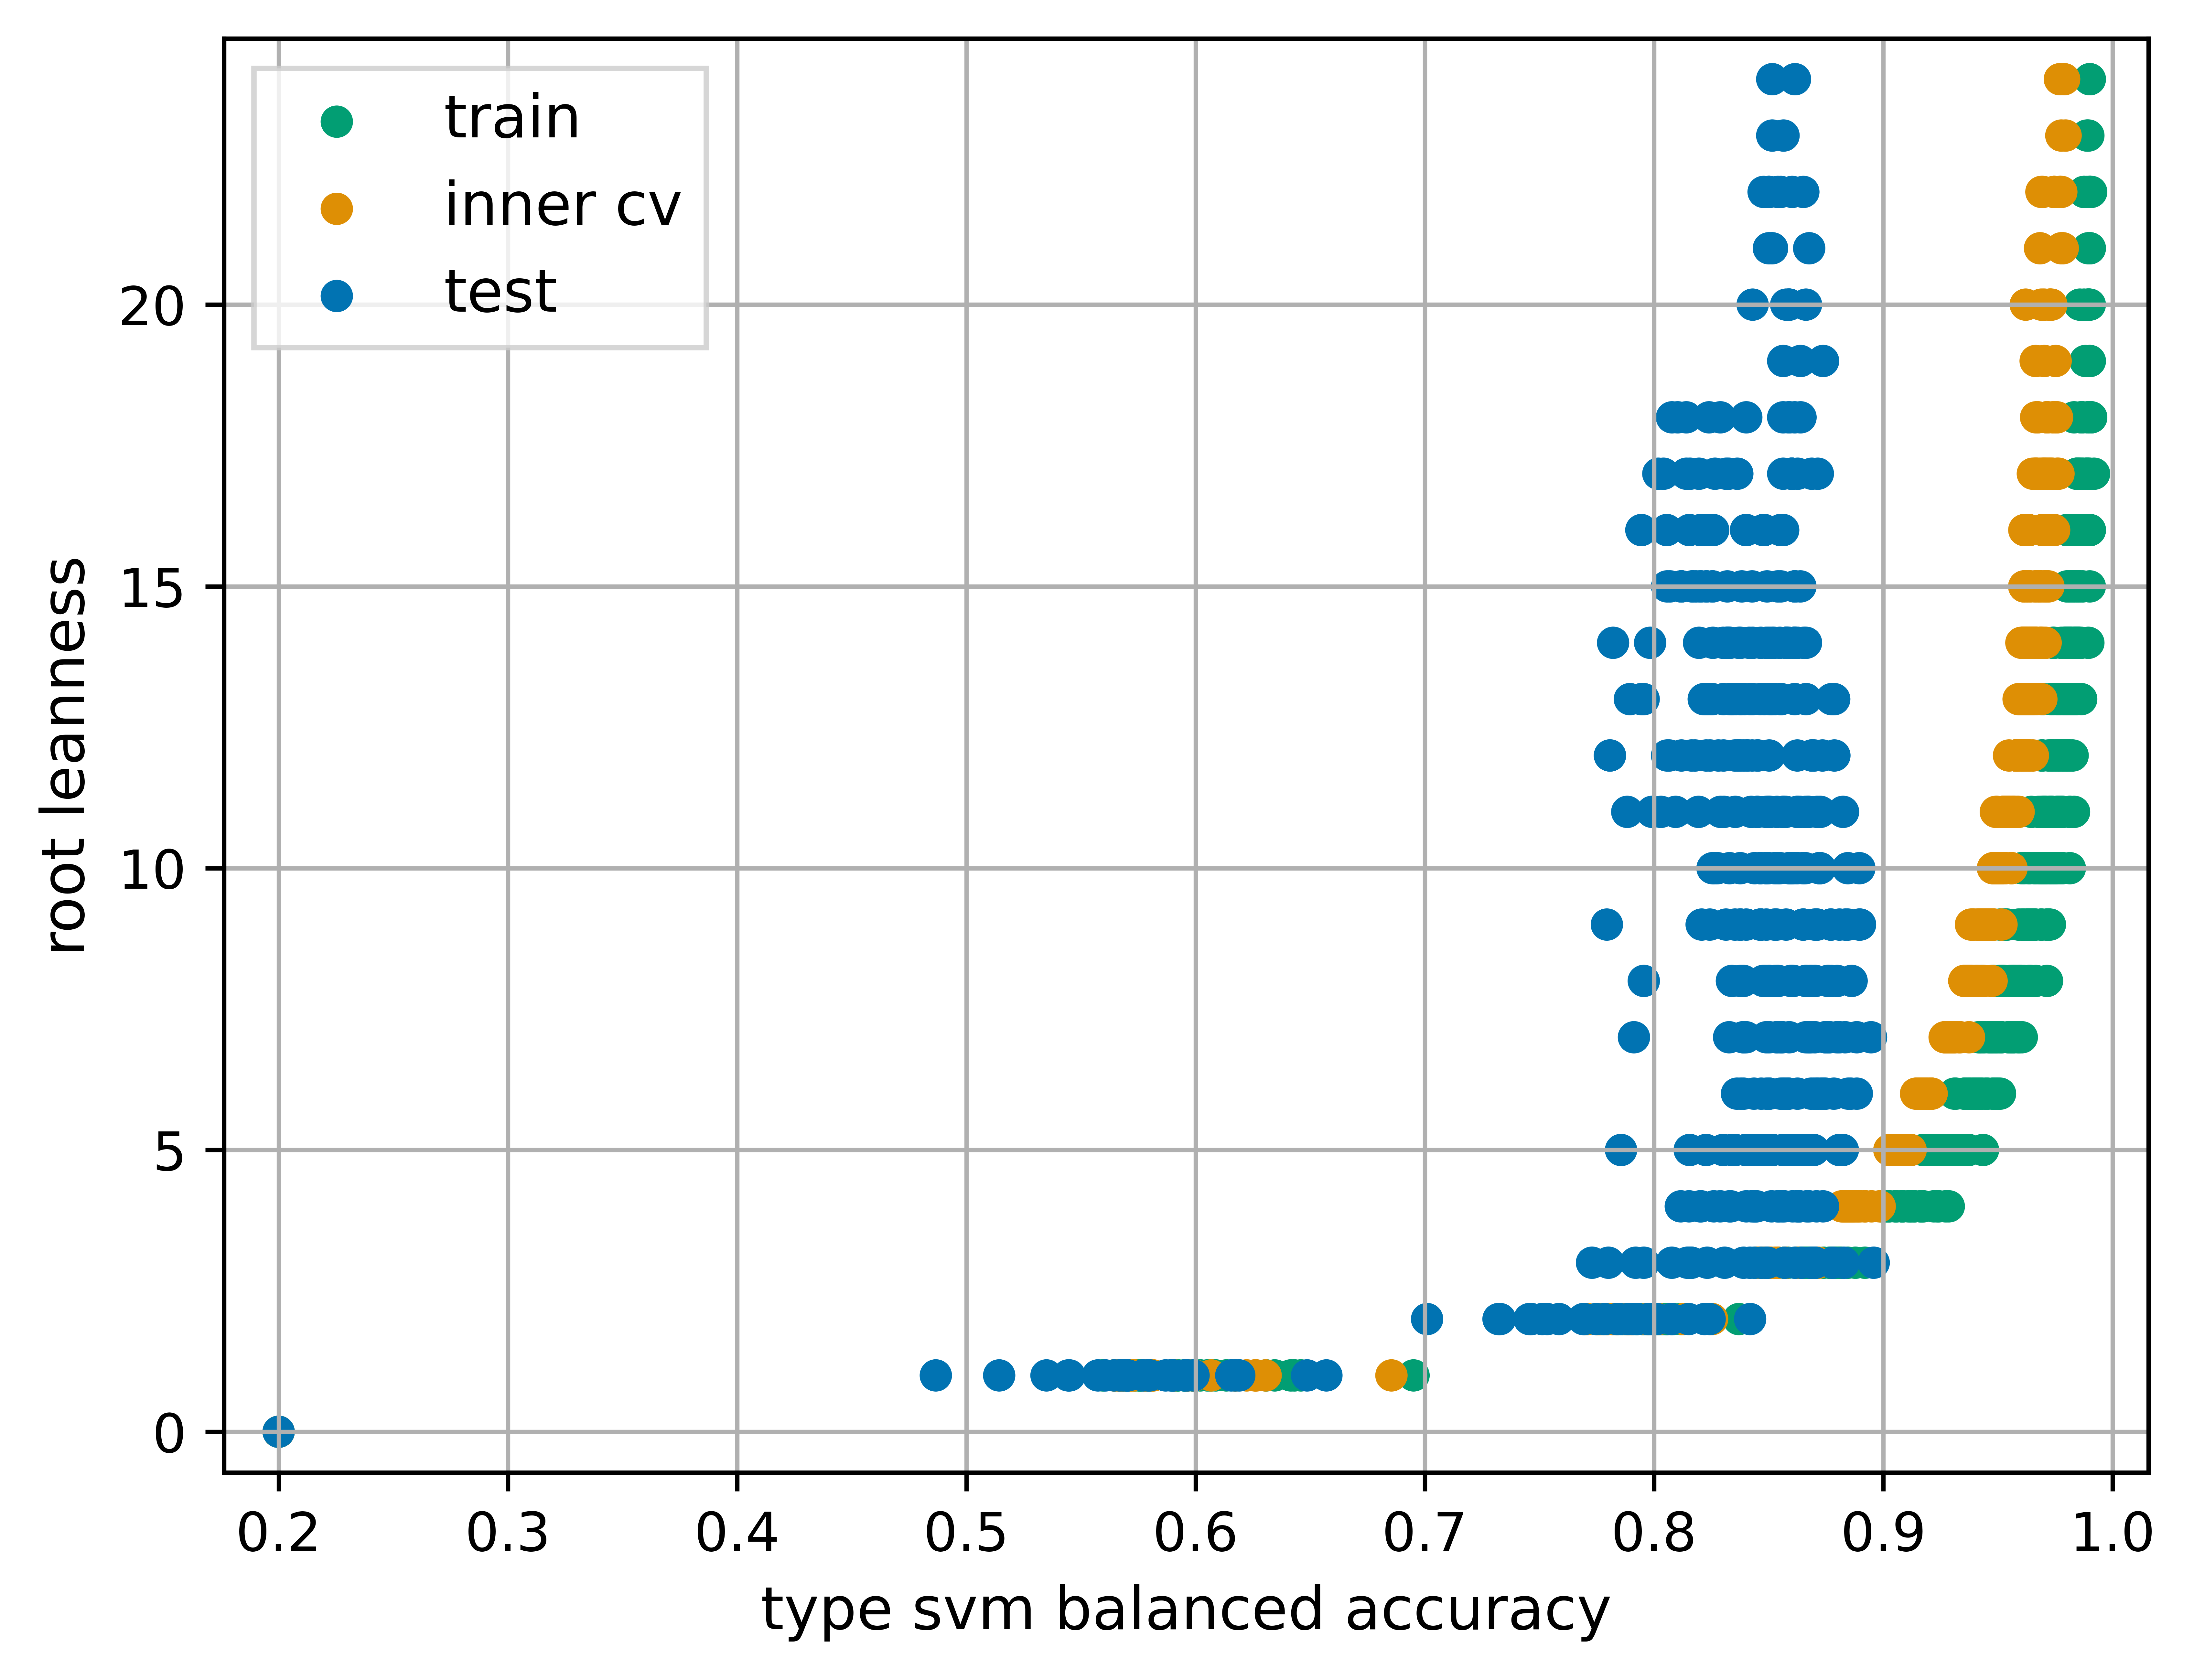 train
inner cv
test
20
15
10
5
0
root leanness
0.2 0.3 0.4 0.5 0.6 0.7 0.8 0.9 1.0
type svm balanced accuracy